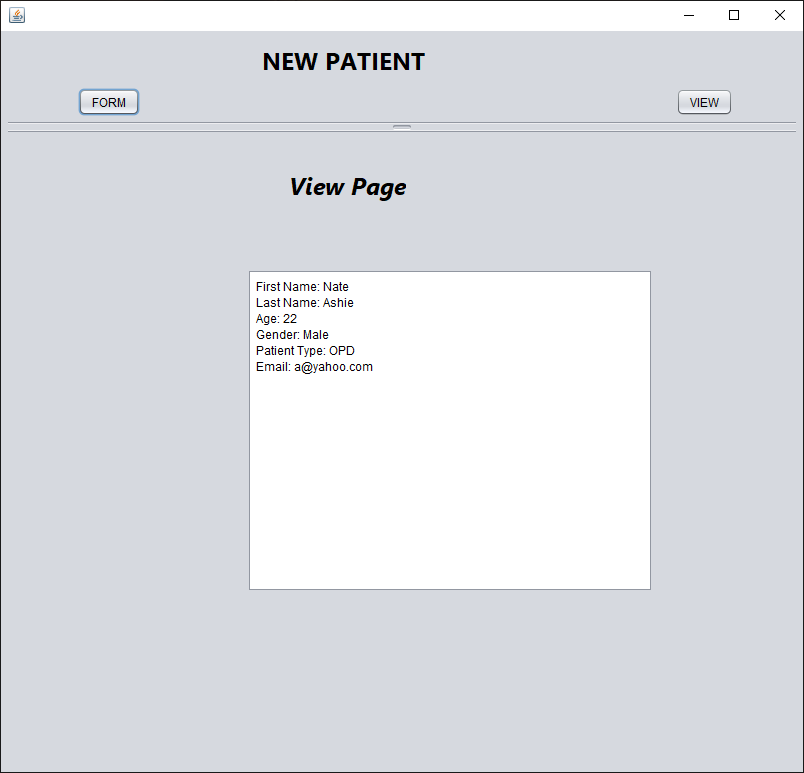 NEW PATIENT
FORM
VIEW
View Page
First Name: Nate
Last Name: Ashie
Age: 22
Gender: Male
Patient Type: OPD
Email: a@yahoo.com